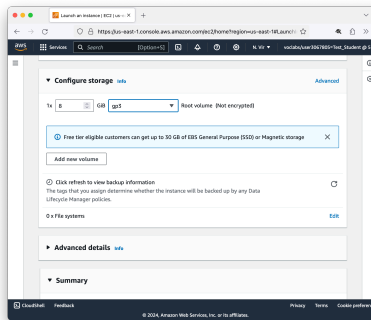 Launch an instance | EC2 | us-e
https://us-east-1.console.aws.amazon.com/ec2/home?region=us-east-1#Launch
aws
Services
Search
[Option+S]
N. Vir
voclabs/user3067805=Test_Student @ 5
Configure storage Info
Advanced
1x
8
GiB
gp3
Root volume (Not encrypted)
Free tier eligible customers can get up to 30 GB of EBS General Purpose (SSD) or Magnetic storage
Add new volume
Click refresh to view backup information
The tags that you assign determine whether the instance will be backed up by any Data
Lifecycle Manager policies.
0 x File systems
Edit
Advanced details Info
Summary
CloudShell
Feedback
Privacy
Terms
Cookie preferen
© 2024, Amazon Web Services, Inc. or its affiliates.